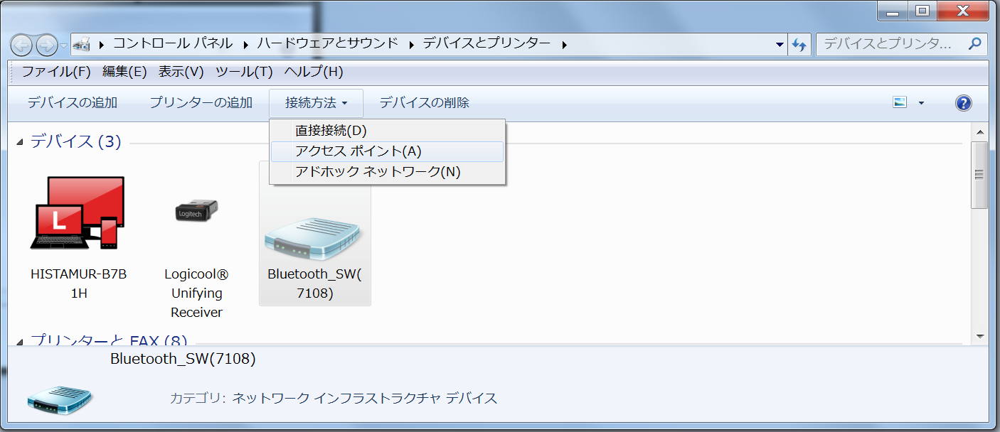 コントロール パネル ▸ ハードウェアとサウンド ▸ デバイスとプリンター ▸
デバイスとプリンタ...
ファイル(F) 編集(E) 表示(V) ツール(T) ヘルプ(H)
デバイスの追加 プリンターの追加 接続方法 デバイスの削除
直接接続(D)
アクセス ポイント(A)
アドホック ネットワーク(N)
デバイス (3)
L
HISTAMUR-B7B
1H
Logitech
Logicool®
Unifying
Receiver
Bluetooth_SW(
7108)
プリンターと FAX (8)
Bluetooth_SW(7108)
カテゴリ: ネットワーク インフラストラクチャ デバイス